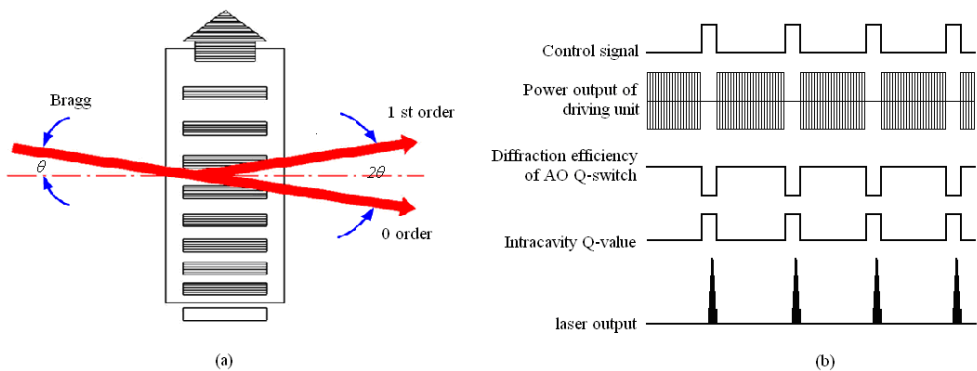 Bragg
θ
1 st order
2θ
0 order
(a)
Control signal
Power output of
driving unit
Diffraction efficiency
of AO Q-switch
Intracavity Q-value
laser output
(b)